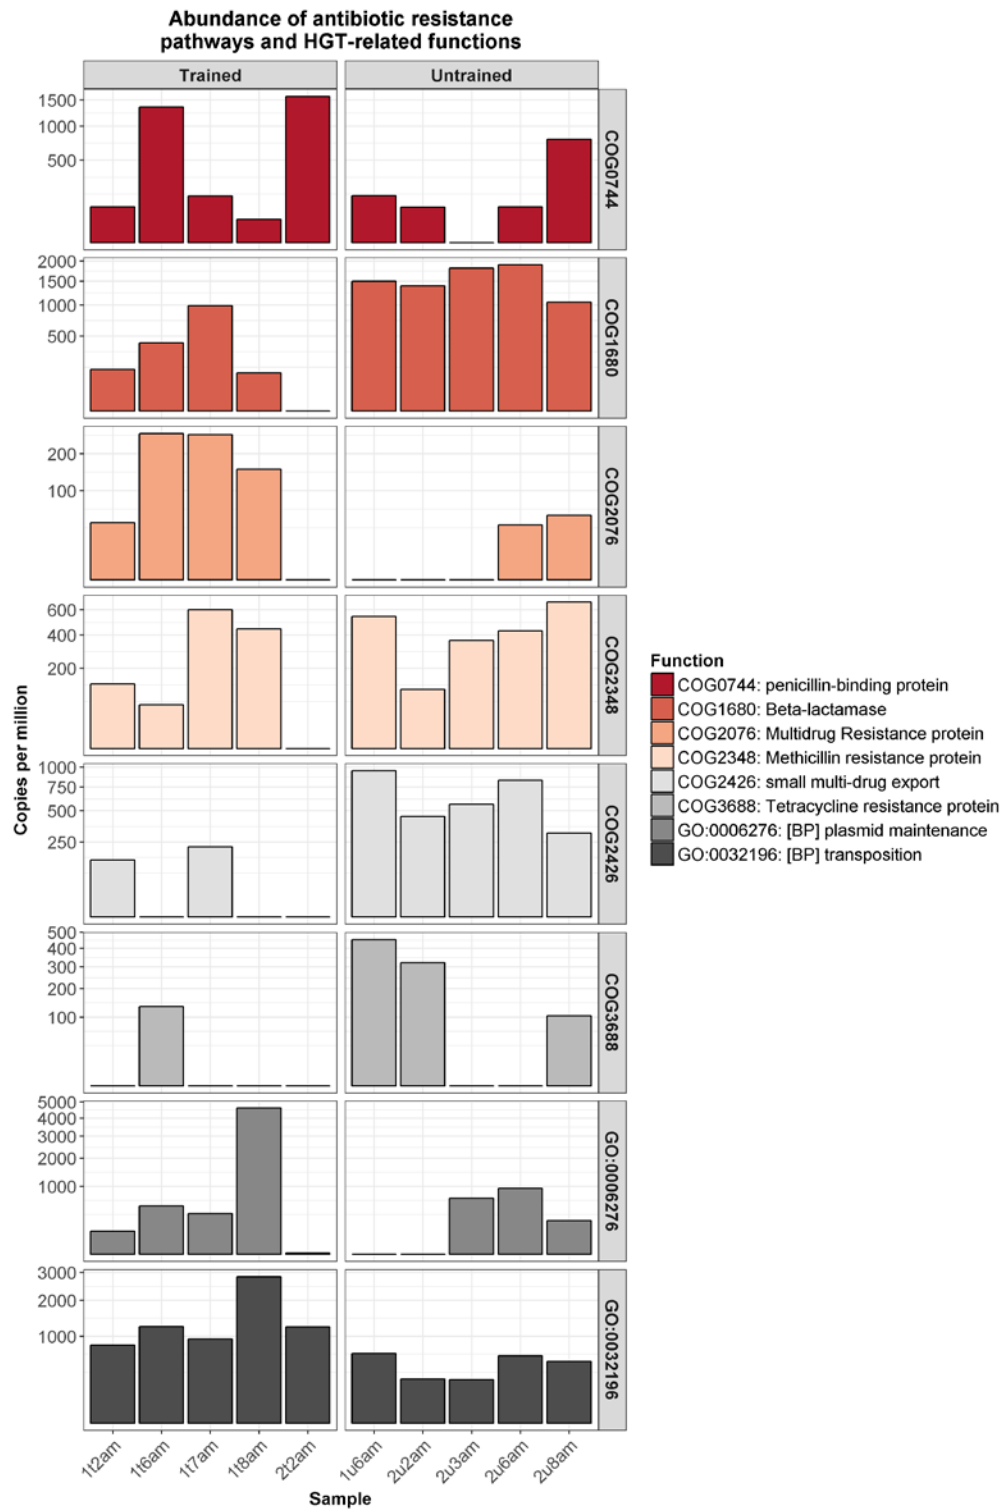 Abundance of antibiotic resistance
pathways and HGT-related functions
Trained
Untrained
1500
1000
500
COG0744
2000
1500
1000
500
COG1680
200
100
COG2076
600
400
200
COG2348
1000
750
500
250
COG2426
500
400
300
200
100
COG3688
5000
4000
3000
2000
1000
GO:0006276
3000
2000
1000
GO:0032196
Copies per million
1t2am
1t6am
1t7am
1t8am
2t2am
1u6am
2u2am
2u3am
2u6am
2u8am
Sample
Function
COG0744: penicillin-binding protein
COG1680: Beta-lactamase
COG2076: Multidrug Resistance protein
COG2348: Methicillin resistance protein
COG2426: small multi-drug export
COG3688: Tetracycline resistance protein
GO:0006276: [BP] plasmid maintenance
GO:0032196: [BP] transposition